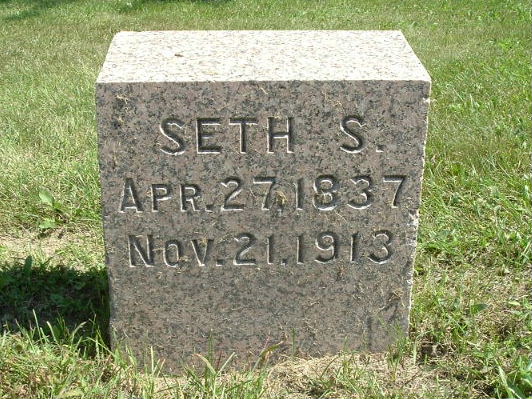 SETH S.
APR. 27, 1837
NOV. 21, 1913